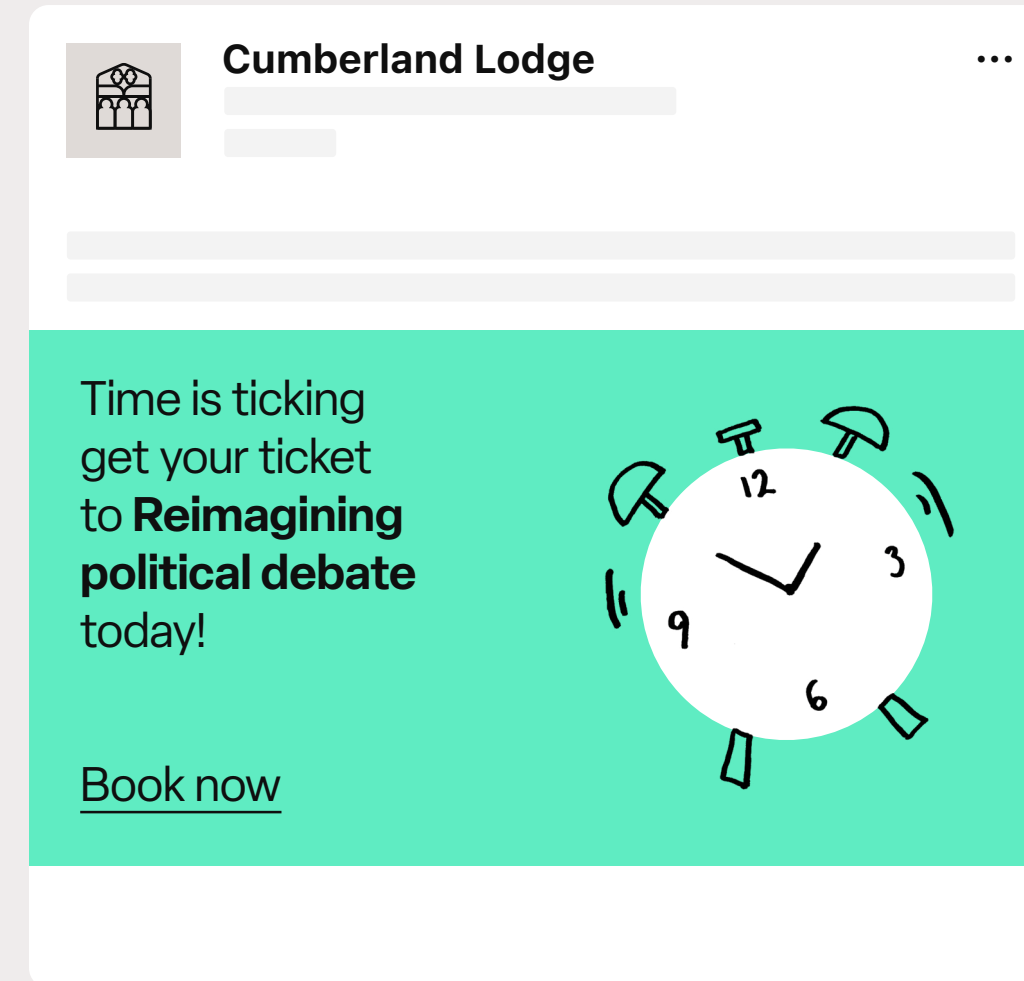 Cumberland Lodge
Time is ticking
get your ticket
to Reimagining
political debate
today!
12
3
9
6
Book now